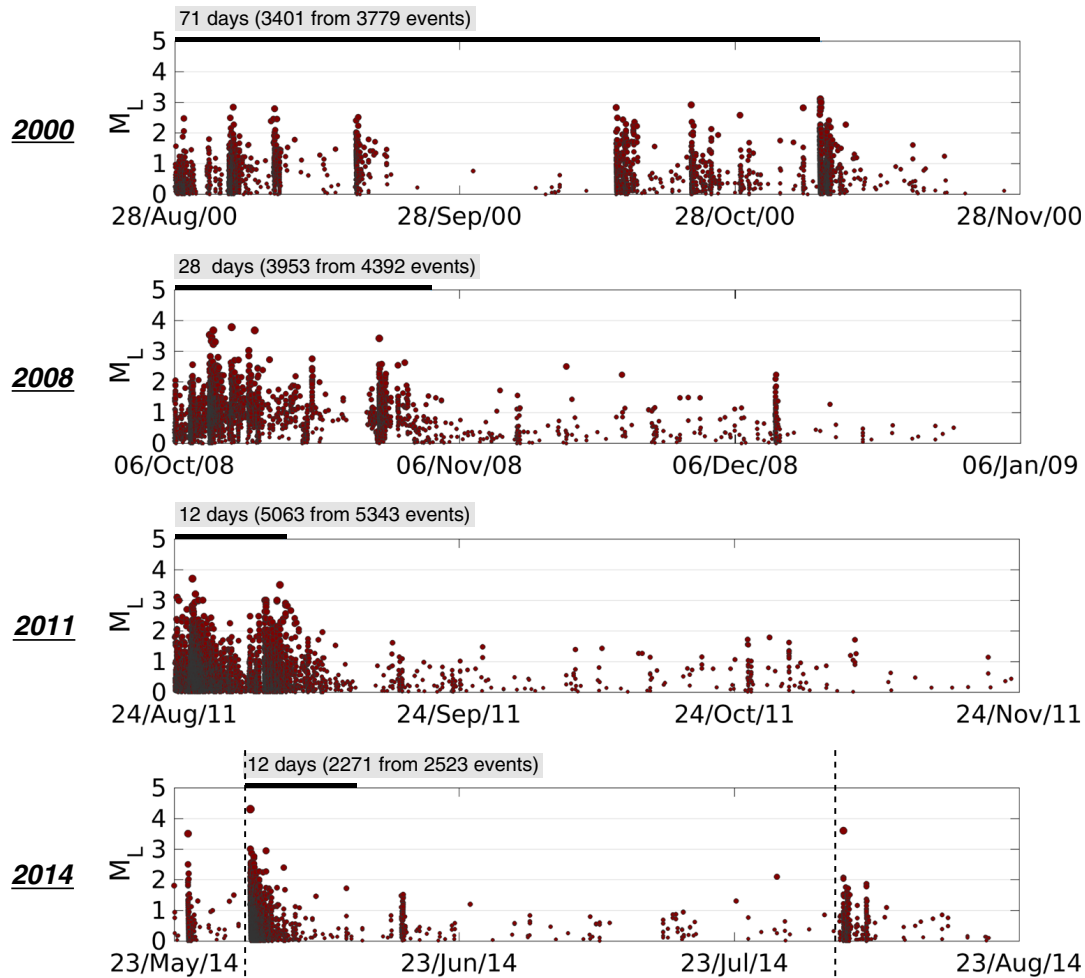 71 days (3401 from 3779 events)
2000
M_L
5
4
3
2
1
0
28/Aug/00 28/Sep/00 28/Oct/00 28/Nov/00
28 days (3953 from 4392 events)
2008
M_L
5
4
3
2
1
0
06/Oct/08 06/Nov/08 06/Dec/08 06/Jan/09
12 days (5063 from 5343 events)
2011
M_L
5
4
3
2
1
0
24/Aug/11 24/Sep/11 24/Oct/11 24/Nov/11
12 days (2271 from 2523 events)
2014
M_L
5
4
3
2
1
0
23/May/14 23/Jun/14 23/Jul/14 23/Aug/14